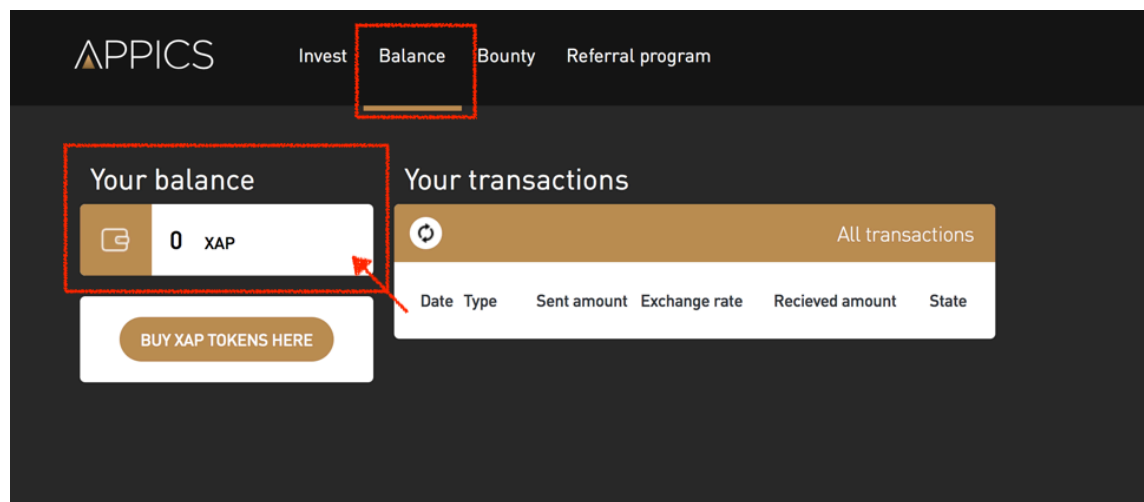 APPICS Invest Balance Bounty Referral program
Your balance
0 XAP
BUY XAP TOKENS HERE
Your transactions
All transactions
Date Type Sent amount Exchange rate Recieved amount State